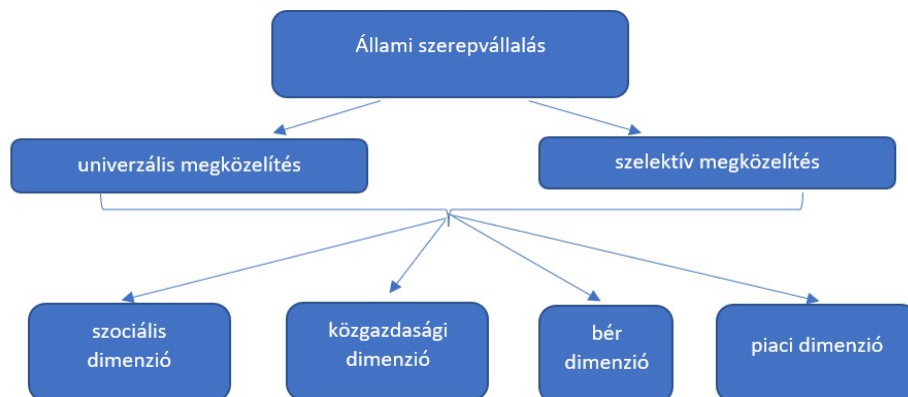 Állami szerepvállalás
univerzális megközelítés
szelektív megközelítés
szociális
dimenzió
közgazdasági
dimenzió
bér
dimenzió
piaci dimenzió